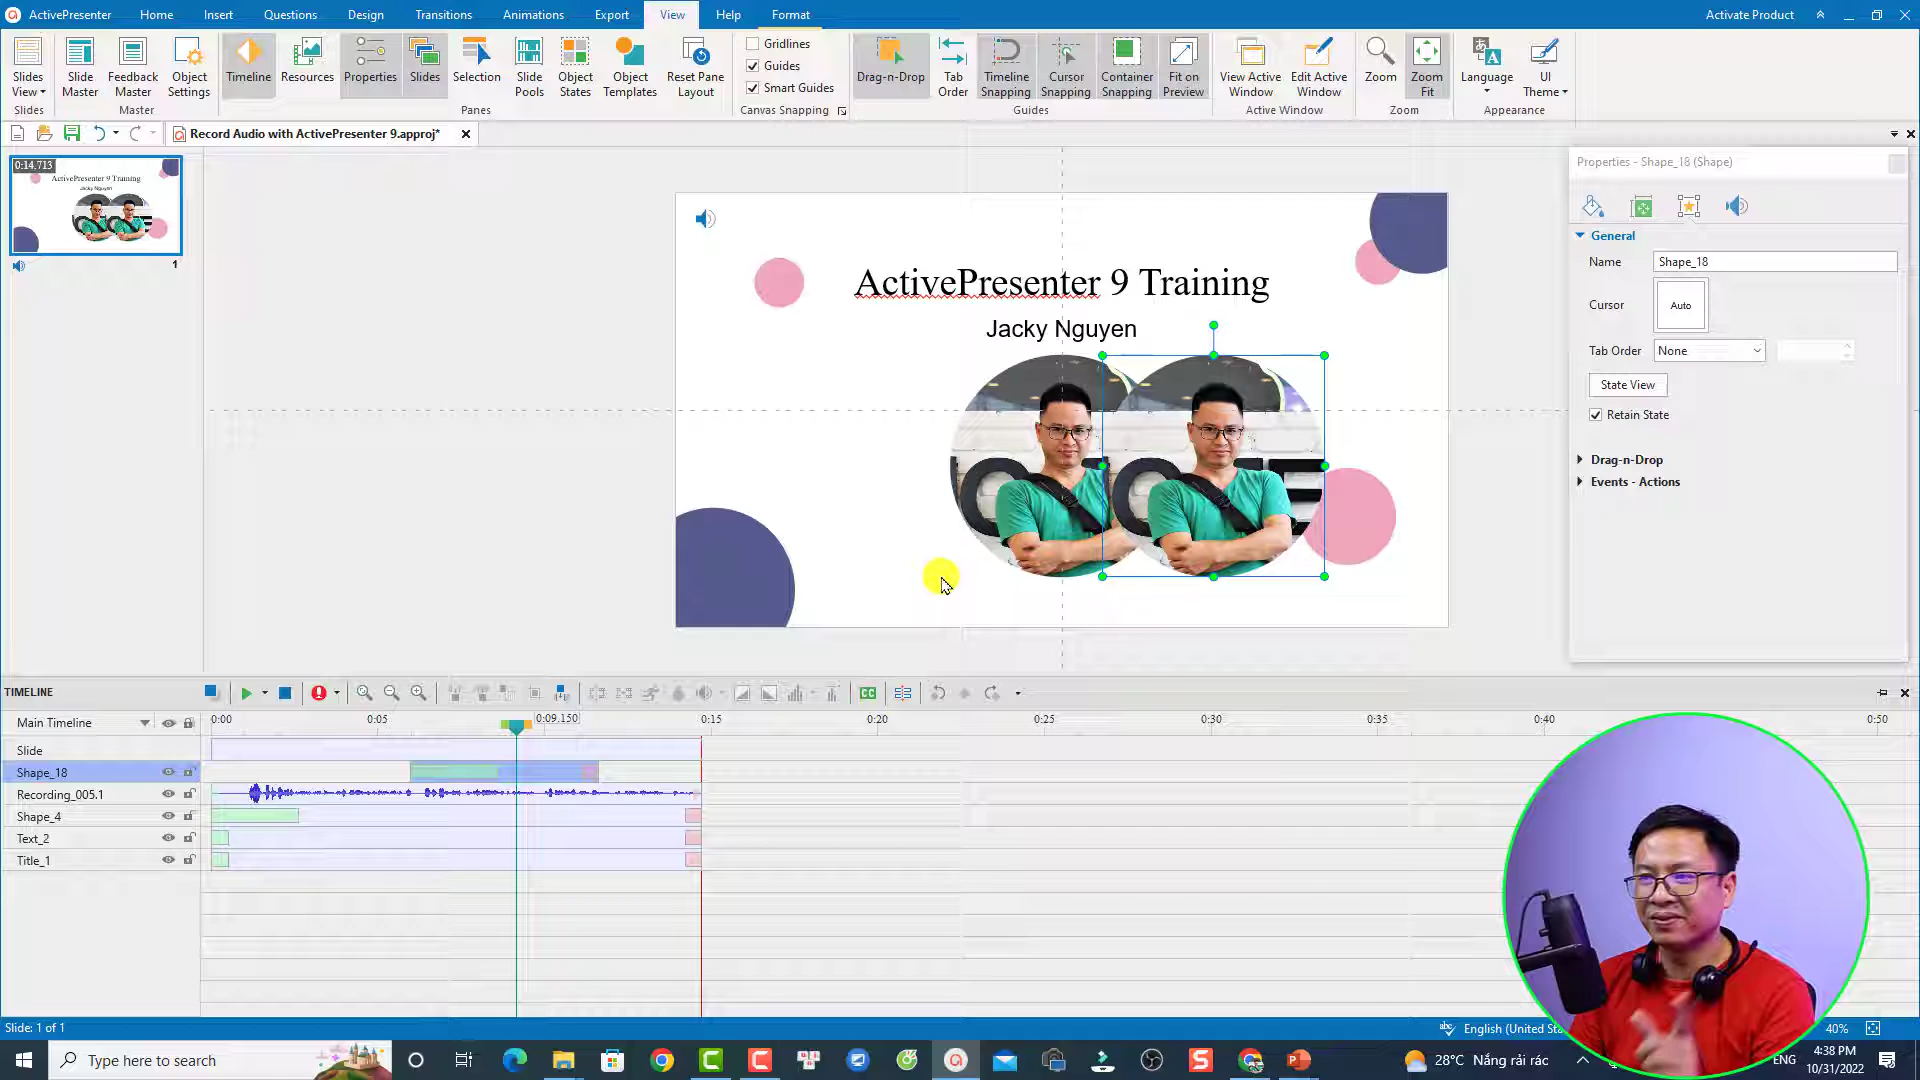 ActivePresenter Home Insert Questions Design Transitions Animations Export View Help Format Activate Product
Slides View
Slide Master
Feedback Master
Object Settings
Timeline
Resources
Properties
Slides
Selection
Slide Pools
Object States
Object Templates
Reset Pane Layout
Gridlines
Guides
Smart Guides
Drag-n-Drop
Tab Order
Timeline Snapping
Cursor Snapping
Container Snapping
Fit on Preview
View Active Window
Edit Active Window
Zoom
Zoom Fit
Language
UI Theme
Slides Master Panes Canvas Snapping Guides Active Window Zoom Appearance
Record Audio with ActivePresenter 9.approj*
0:14.713
ActivePresenter 9 Training
Jacky Nguyen
1
ActivePresenter 9 Training
Jacky Nguyen
Properties - Shape_18 (Shape)
General
Name Shape_18
Cursor Auto
Tab Order None
State View
Retain State
Drag-n-Drop
Events - Actions
TIMELINE
CC
Main Timeline 0:00 0:05 0:09.150 0:15 0:20 0:25 0:30 0:35 0:40 0:50
Slide
Shape_18
Recording_005.1
Shape_4
Text_2
Title_1
Slide: 1 of 1
abc English (United Sta
40%
Type here to search
28°C Nắng rải rác
ENG
4:38 PM
10/31/2022